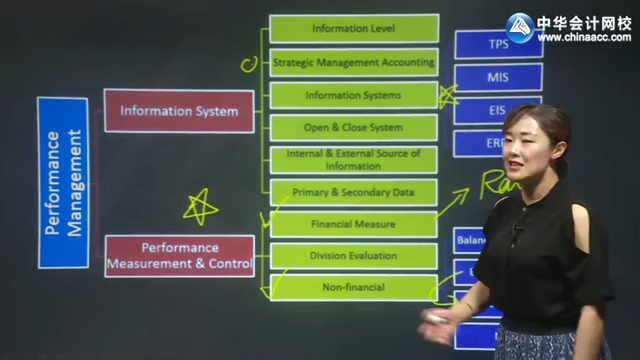 中华会计网校
www.chinaacc.com
Performance
Management
Information System
Performance
Measurement & Control
Information Level
Strategic Management Accounting
Information Systems
Open & Close System
Internal & External Source of
Information
Primary & Secondary Data
Financial Measure
Division Evaluation
Non-financial
TPS
MIS
EIS